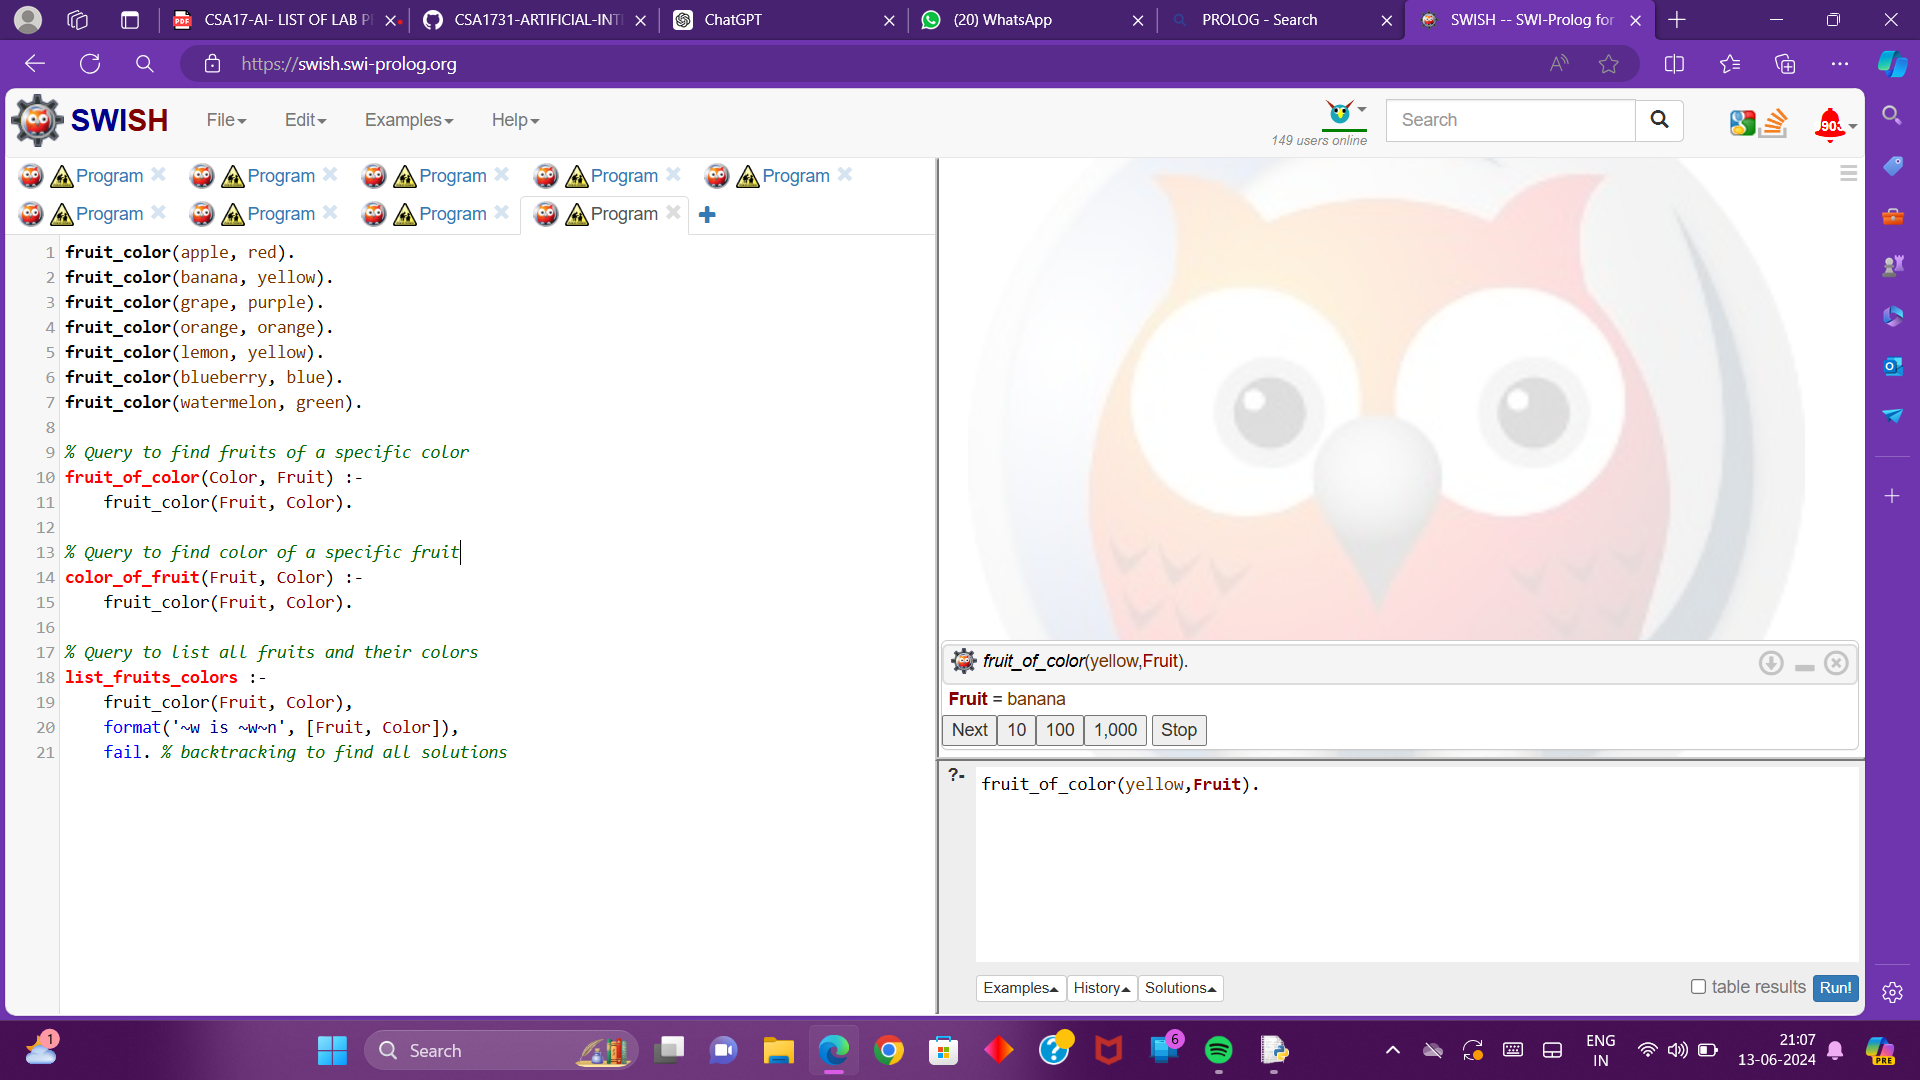 CSA17-AI- LIST OF LAB P
CSA1731-ARTIFICIAL-INT
ChatGPT
(20) WhatsApp
PROLOG - Search
SWISH -- SWI-Prolog for
https://swish.swi-prolog.org
SWISH
File
Edit
Examples
Help
149 users online
Search
903
Program
Program
Program
Program
Program
Program
Program
Program
Program
1 fruit_color(apple, red).
2 fruit_color(banana, yellow).
3 fruit_color(grape, purple).
4 fruit_color(orange, orange).
5 fruit_color(lemon, yellow).
6 fruit_color(blueberry, blue).
7 fruit_color(watermelon, green).
8
9 % Query to find fruits of a specific color
10 fruit_of_color(Color, Fruit) :-
11 fruit_color(Fruit, Color).
12
13 % Query to find color of a specific fruit
14 color_of_fruit(Fruit, Color) :-
15 fruit_color(Fruit, Color).
16
17 % Query to list all fruits and their colors
18 list_fruits_colors :-
19 fruit_color(Fruit, Color),
20 format('~w is ~w~n', [Fruit, Color]),
21 fail. % backtracking to find all solutions
fruit_of_color(yellow,Fruit).
Fruit = banana
Next 10 100 1,000 Stop
?- fruit_of_color(yellow,Fruit).
Examples History Solutions
table results Run!
1
Search
6
ENG
IN
21:07
13-06-2024
PRE